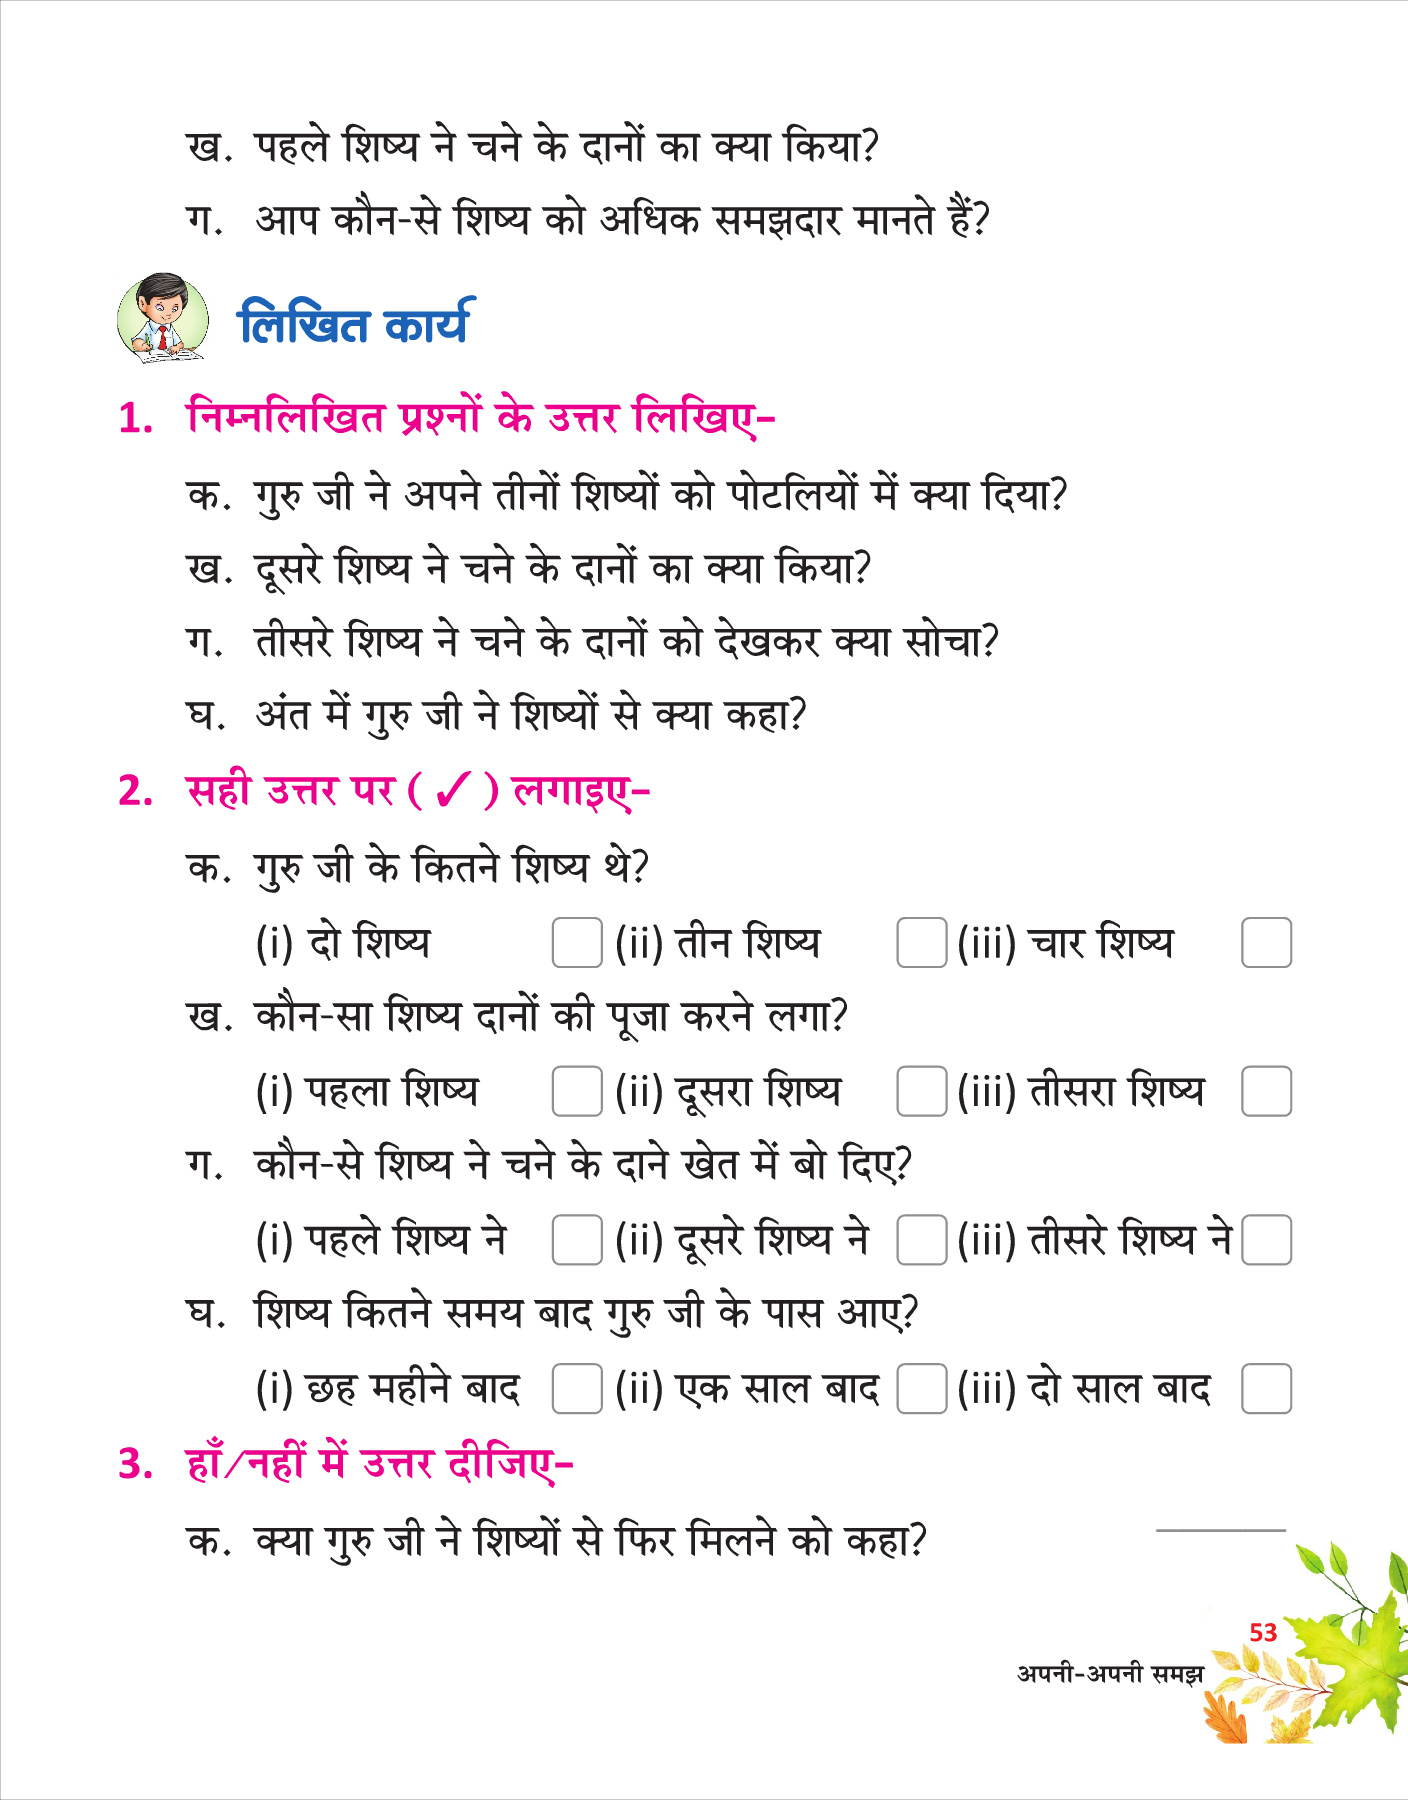 ख. पहले शिष्य ने चने के दानों का क्या किया?
ग. आप कौन-से शिष्य को अधिक समझदार मानते हैं?
लिखित कार्य
1. निम्नलिखित प्रश्नों के उत्तर लिखिए-
क. गुरु जी ने अपने तीनों शिष्यों को पोटलियों में क्या दिया?
ख. दूसरे शिष्य ने चने के दानों का क्या किया?
ग. तीसरे शिष्य ने चने के दानों को देखकर क्या सोचा?
घ. अंत में गुरु जी ने शिष्यों से क्या कहा?
2. सही उत्तर पर ( ✓ ) लगाइए-
क. गुरु जी के कितने शिष्य थे?
(i) दो शिष्य (ii) तीन शिष्य (iii) चार शिष्य
ख. कौन-सा शिष्य दानों की पूजा करने लगा?
(i) पहला शिष्य (ii) दूसरा शिष्य (iii) तीसरा शिष्य
ग. कौन-से शिष्य ने चने के दाने खेत में बो दिए?
(i) पहले शिष्य ने (ii) दूसरे शिष्य ने (iii) तीसरे शिष्य ने
घ. शिष्य कितने समय बाद गुरु जी के पास आए?
(i) छह महीने बाद (ii) एक साल बाद (iii) दो साल बाद
3. हाँ/नहीं में उत्तर दीजिए-
क. क्या गुरु जी ने शिष्यों से फिर मिलने को कहा? ______
53
अपनी-अपनी समझ